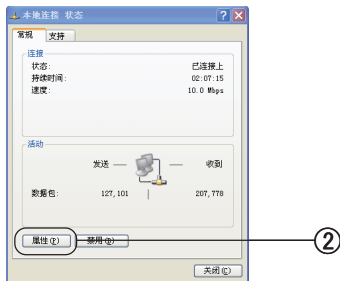 本地连接 状态
常规 支持
连接
状态: 已连接上
持续时间: 02:07:15
速度: 10.0 Mbps
活动
发送 — — 收到
数据包: 127,101 | 207,778
属性(P) 禁用(D)
②
关闭(C)